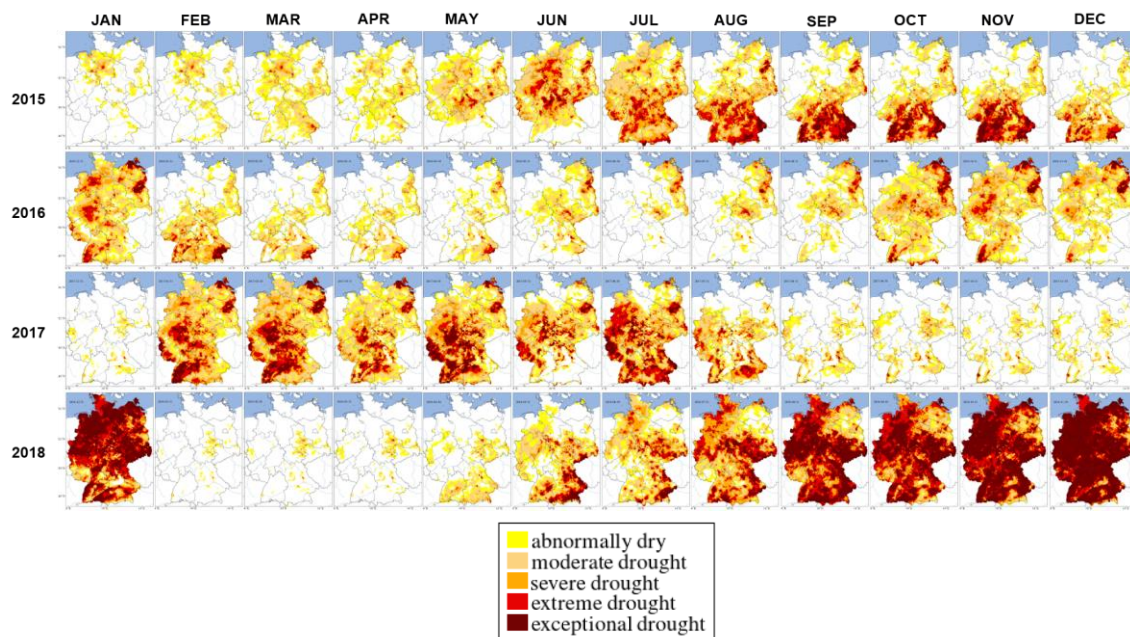 JAN FEB MAR APR MAY JUN JUL AUG SEP OCT NOV DEC
2015
2016
2017
2018
abnormally dry
moderate drought
severe drought
extreme drought
exceptional drought